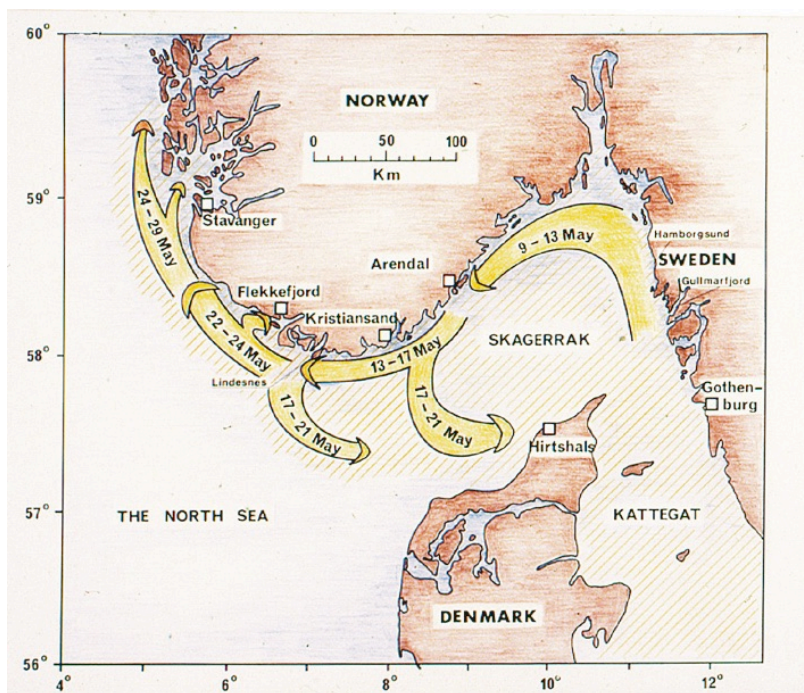 60°
NORWAY
0 50 100
Km
59°
24 – 29 May
Stavanger
9 – 13 May
Hamborgsund
SWEDEN
Gullmarfjord
Arendal
Flekkefjord
Kristiansand
22 – 24 May
SKAGERRAK
58°
13 – 17 May
Lindesnes
17 – 21 May
17 – 21 May
Gothen-
burg
Hirtshals
57°
THE NORTH SEA
KATTEGAT
DENMARK
56°
4° 6° 8° 10° 12°